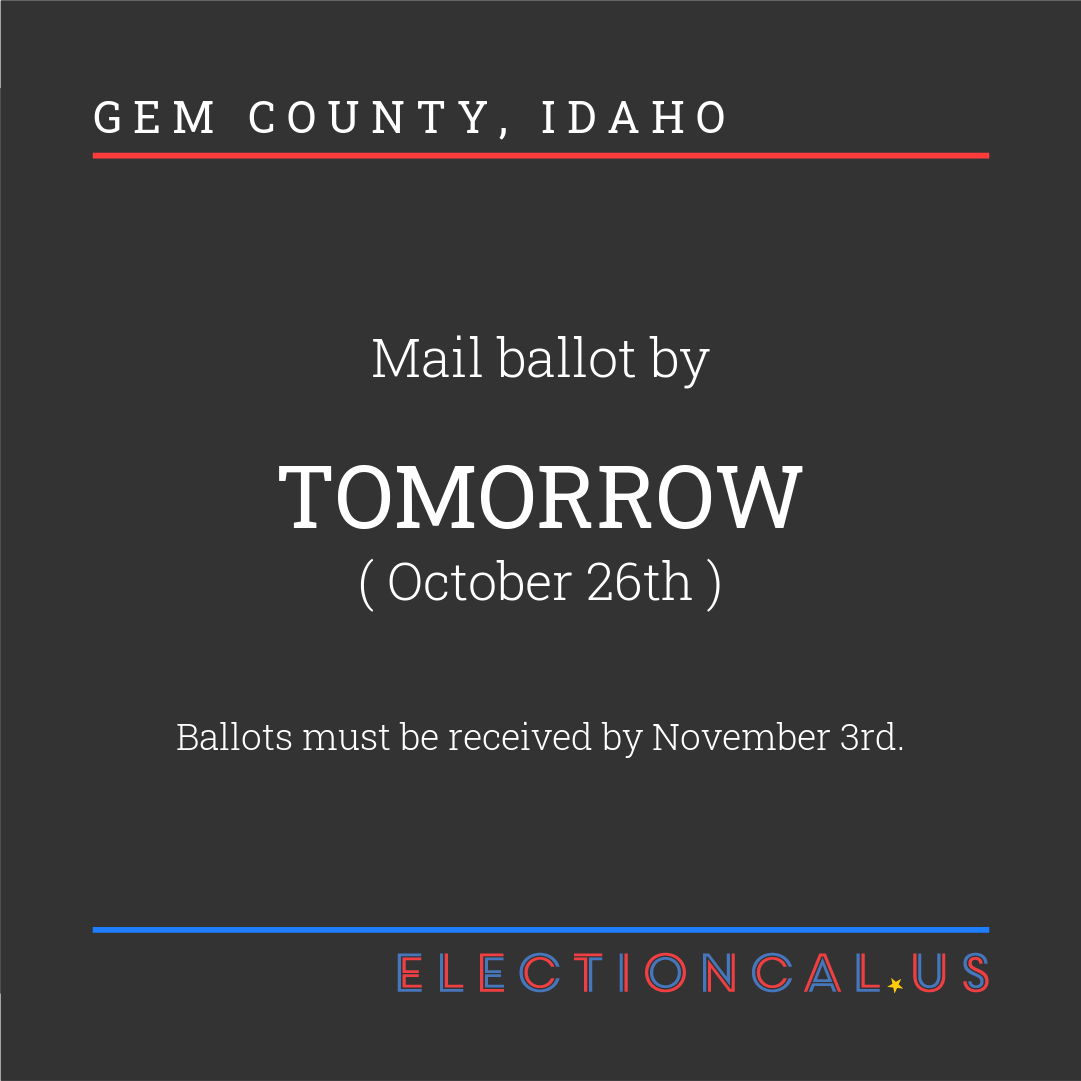 GEM COUNTY, IDAHO
Mail ballot by
TOMORROW
( October 26th )
Ballots must be received by November 3rd.
ELECTIONCAL.US